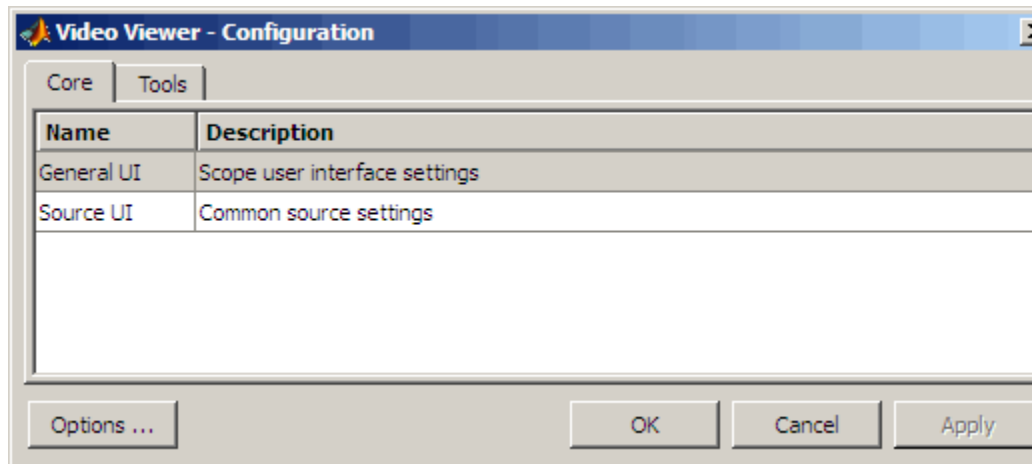 Video Viewer - Configuration
Core Tools
Name Description
General UI Scope user interface settings
Source UI Common source settings
Options ... OK Cancel Apply